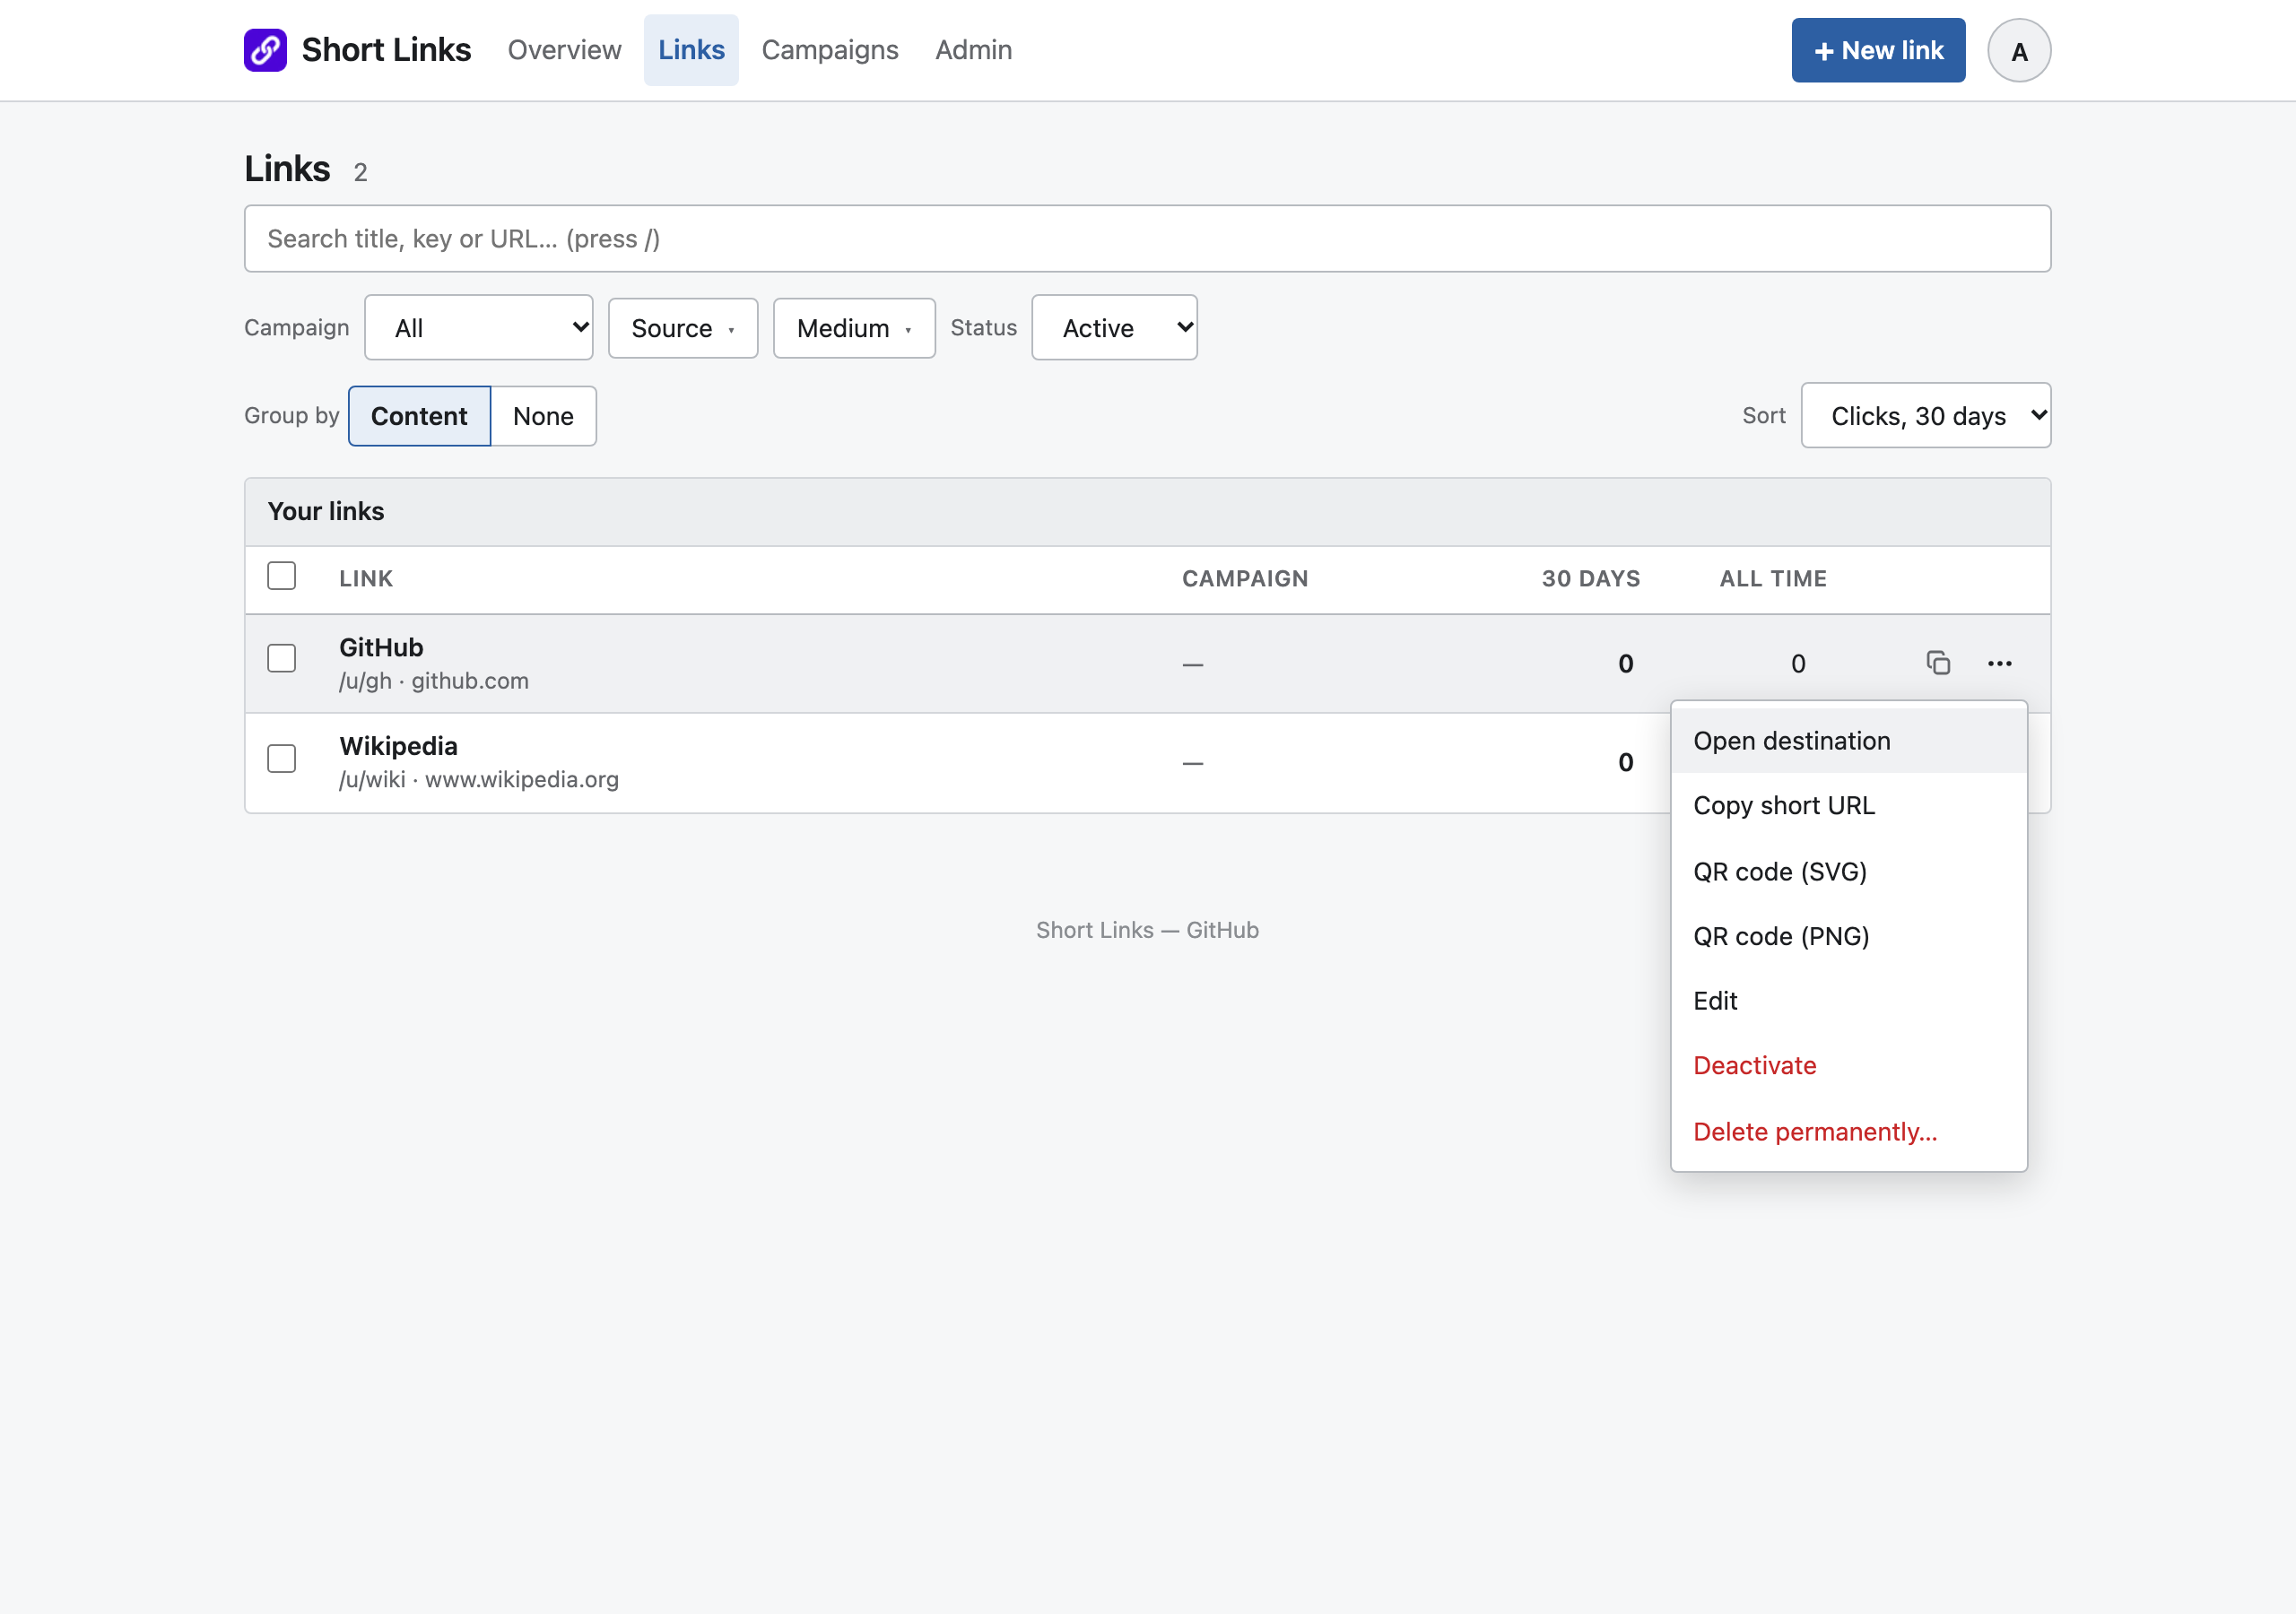 Short Links Overview Links Campaigns Admin + New link A
Links 2
Search title, key or URL... (press /)
Campaign All Source Medium Status Active
Group by Content None Sort Clicks, 30 days
Your links
LINK CAMPAIGN 30 DAYS ALL TIME
GitHub
/u/gh · github.com — 0 0
Wikipedia
/u/wiki · www.wikipedia.org — 0
Open destination
Copy short URL
QR code (SVG)
QR code (PNG)
Edit
Deactivate
Delete permanently...
Short Links — GitHub